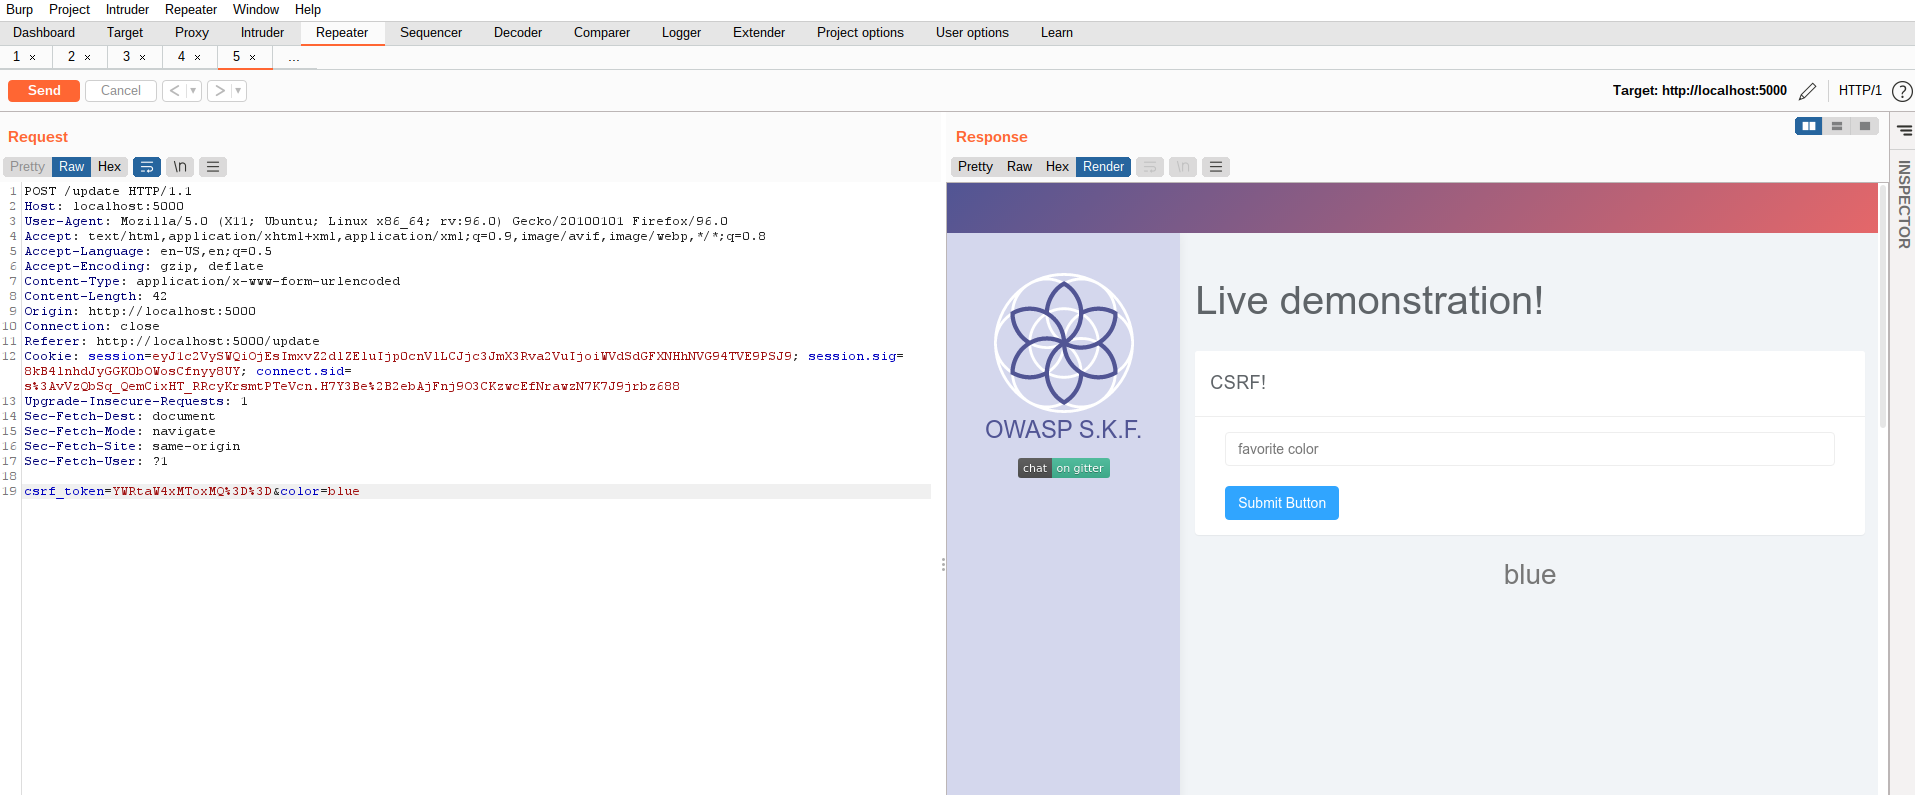 Burp Project Intruder Repeater Window Help
Dashboard Target Proxy Intruder Repeater Sequencer Decoder Comparer Logger Extender Project options User options Learn
1 × 2 × 3 × 4 × 5 × ...
Send Cancel < > Target: http://localhost:5000 HTTP/1 ?
Request
Pretty Raw Hex \n
1 POST /update HTTP/1.1
2 Host: localhost:5000
3 User-Agent: Mozilla/5.0 (X11; Ubuntu; Linux x86_64; rv:96.0) Gecko/20100101 Firefox/96.0
4 Accept: text/html,application/xhtml+xml,application/xml;q=0.9,image/avif,image/webp,*/*;q=0.8
5 Accept-Language: en-US,en;q=0.5
6 Accept-Encoding: gzip, deflate
7 Content-Type: application/x-www-form-urlencoded
8 Content-Length: 42
9 Origin: http://localhost:5000
10 Connection: close
11 Referer: http://localhost:5000/update
12 Cookie: session=eyJ1c2VySWQiOjEsImxvZ2dlZEluIjp0cnVlLCJjc3JmX3Rva2VuIjoiWVdSdGFXNHhNVG94TVE9PSJ9; session.sig=
8kB4lnhdJyGGKObOWosCfnyy8UY; connect.sid=
s%3AvVzQbSq_QemCixHT_RRcyKrsmtPTeVcn.H7Y3Be%2B2ebAjFnj9O3CKzwcEfNrawzN7K7J9jrbz688
13 Upgrade-Insecure-Requests: 1
14 Sec-Fetch-Dest: document
15 Sec-Fetch-Mode: navigate
16 Sec-Fetch-Site: same-origin
17 Sec-Fetch-User: ?1
18
19 csrf_token=YWRtaW4xMToxMQ%3D%3D&color=blue
Response
Pretty Raw Hex Render \n
OWASP S.K.F.
chat on gitter
Live demonstration!
CSRF!
favorite color
Submit Button
blue
INSPECTOR